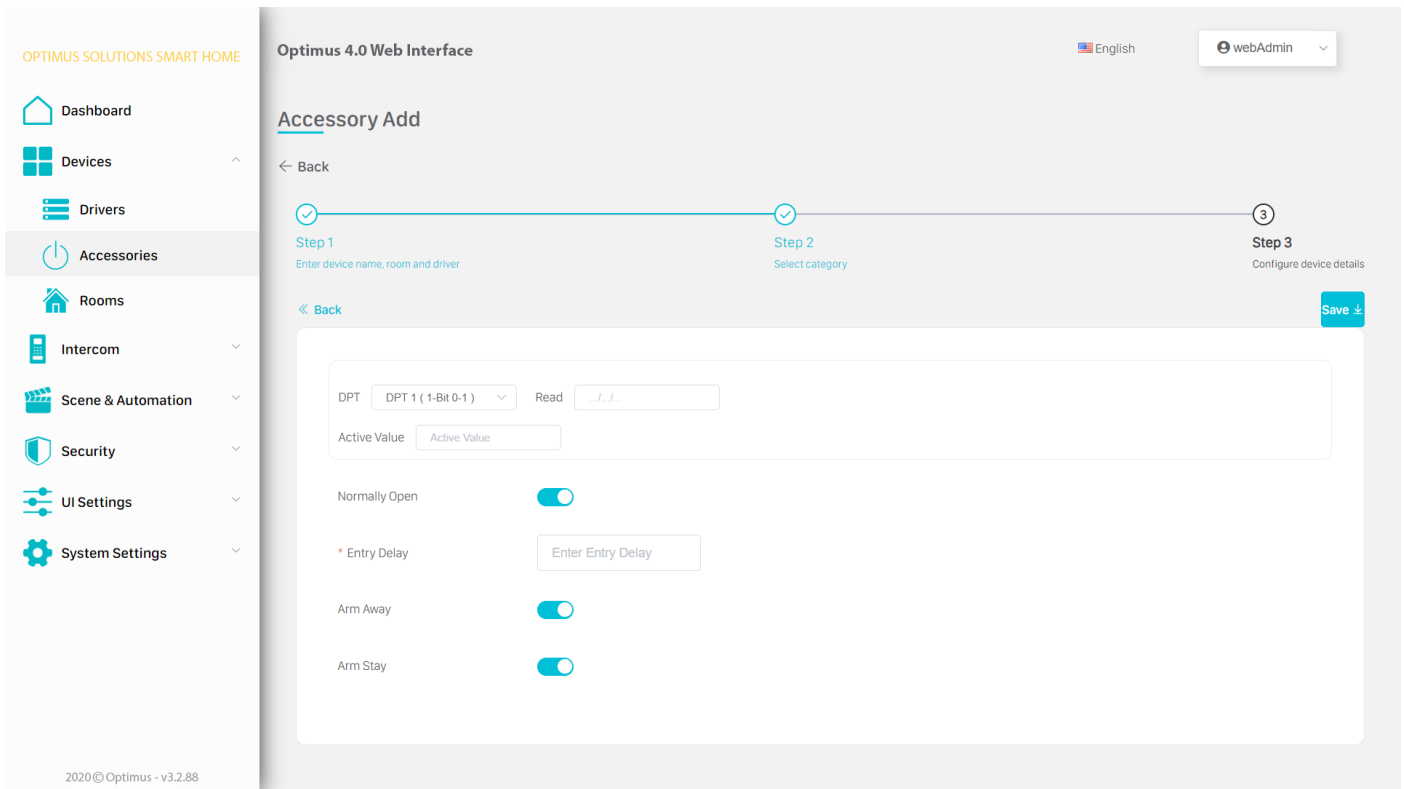 OPTIMUS SOLUTIONS SMART HOME
Dashboard
Devices
Drivers
Accessories
Rooms
Intercom
Scene & Automation
Security
UI Settings
System Settings
2020 © Optimus - v3.2.88
Optimus 4.0 Web Interface
English
webAdmin
Accessory Add
← Back
3
Step 1
Step 2
Step 3
Enter device name, room and driver
Select category
Configure device details
« Back
Save
DPT DPT 1 ( 1-Bit 0-1 ) Read .../.../...
Active Value Active Value
Normally Open
* Entry Delay Enter Entry Delay
Arm Away
Arm Stay